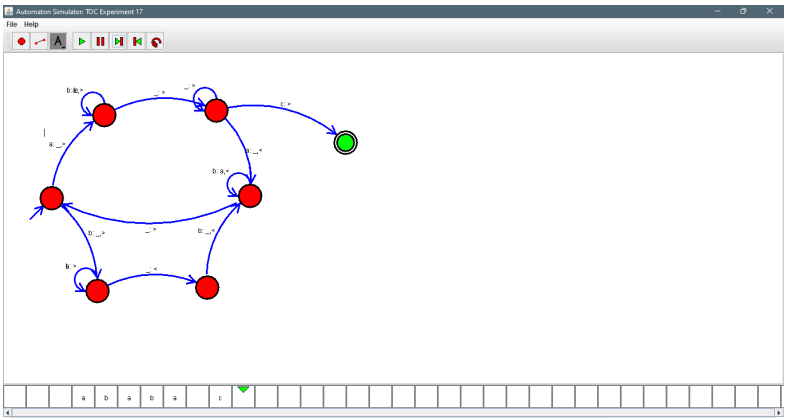 Automaton Simulator: TOC Experiment 17
File Help
A
_: >
_: >
c: >
a: _,>
a: _,<
b: a,<
b: _,>
_: >
b: _,<
_: <
a b a b a c